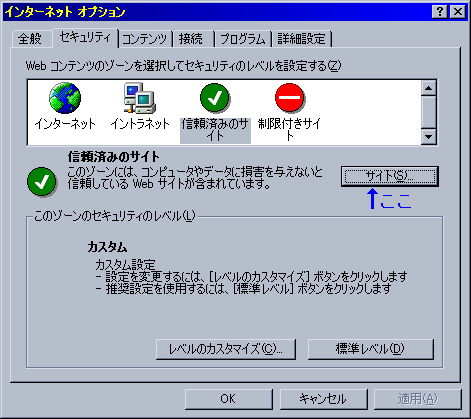 インターネット オプション
全般 セキュリティ コンテンツ 接続 プログラム 詳細設定
Web コンテンツのゾーンを選択してセキュリティのレベルを設定する(Z)
インターネット イントラネット 信頼済みのサイト 制限付きサイト
信頼済みのサイト
このゾーンには、コンピュータやデータに損害を与えないと
信頼している Web サイトが含まれています。
サイト(S)...
↑ここ
このゾーンのセキュリティのレベル(L)
カスタム
カスタム設定
- 設定を変更するには、[レベルのカスタマイズ] ボタンをクリックします
- 推奨設定を使用するには、[標準レベル] ボタンをクリックします
レベルのカスタマイズ(C)... 標準レベル(D)
OK キャンセル 適用(A)